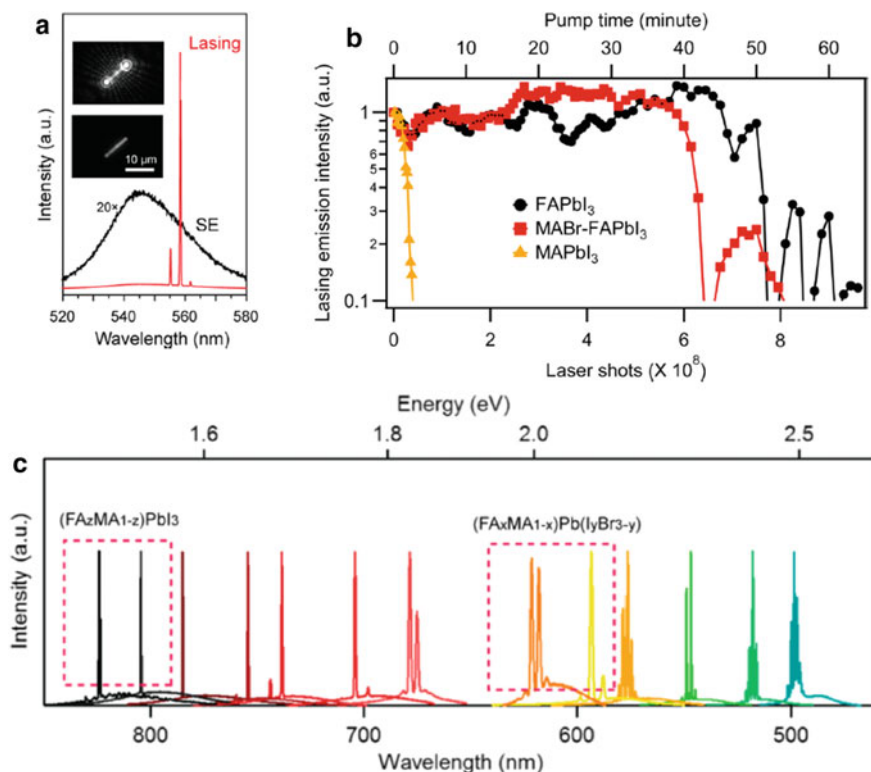 a
Lasing
10 μm
20×
SE
Intensity (a.u.)
520 540 560 580
Wavelength (nm)
b
Pump time (minute)
0 10 20 30 40 50 60
Lasing emission intensity (a.u.)
1
9
8
7
6
5
4
3
2
0.1
FAPbI₃
MABr-FAPbI₃
MAPbI₃
0 2 4 6 8
Laser shots (X 10⁸)
Energy (eV)
1.6 1.8 2.0 2.5
c
Intensity (a.u.)
(FAzMA1-z)PbI₃
(FAxMA1-x)Pb(IyBr3-y)
800 700 600 500
Wavelength (nm)